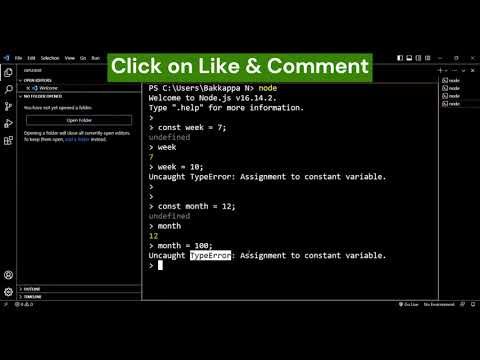 Click on Like & Comment
File Edit Selection
OPEN EDITORS
Welcome
NO FOLDER OPENED
You have not yet opened a folder.
Open Folder
Opening a folder will close all currently open editors.
To keep them open, add a folder instead.
OUTLINE
TIMELINE
PS C:\Users\Bakkappa N> node
Welcome to Node.js v16.14.2.
Type ".help" for more information.
>
> const week = 7;
undefined
> week
7
> week = 10;
Uncaught TypeError: Assignment to constant variable.
>
>
> const month = 12;
undefined
> month
12
> month = 100;
Uncaught TypeError: Assignment to constant variable.
>
node
node
node
node
Go Live
No Environment